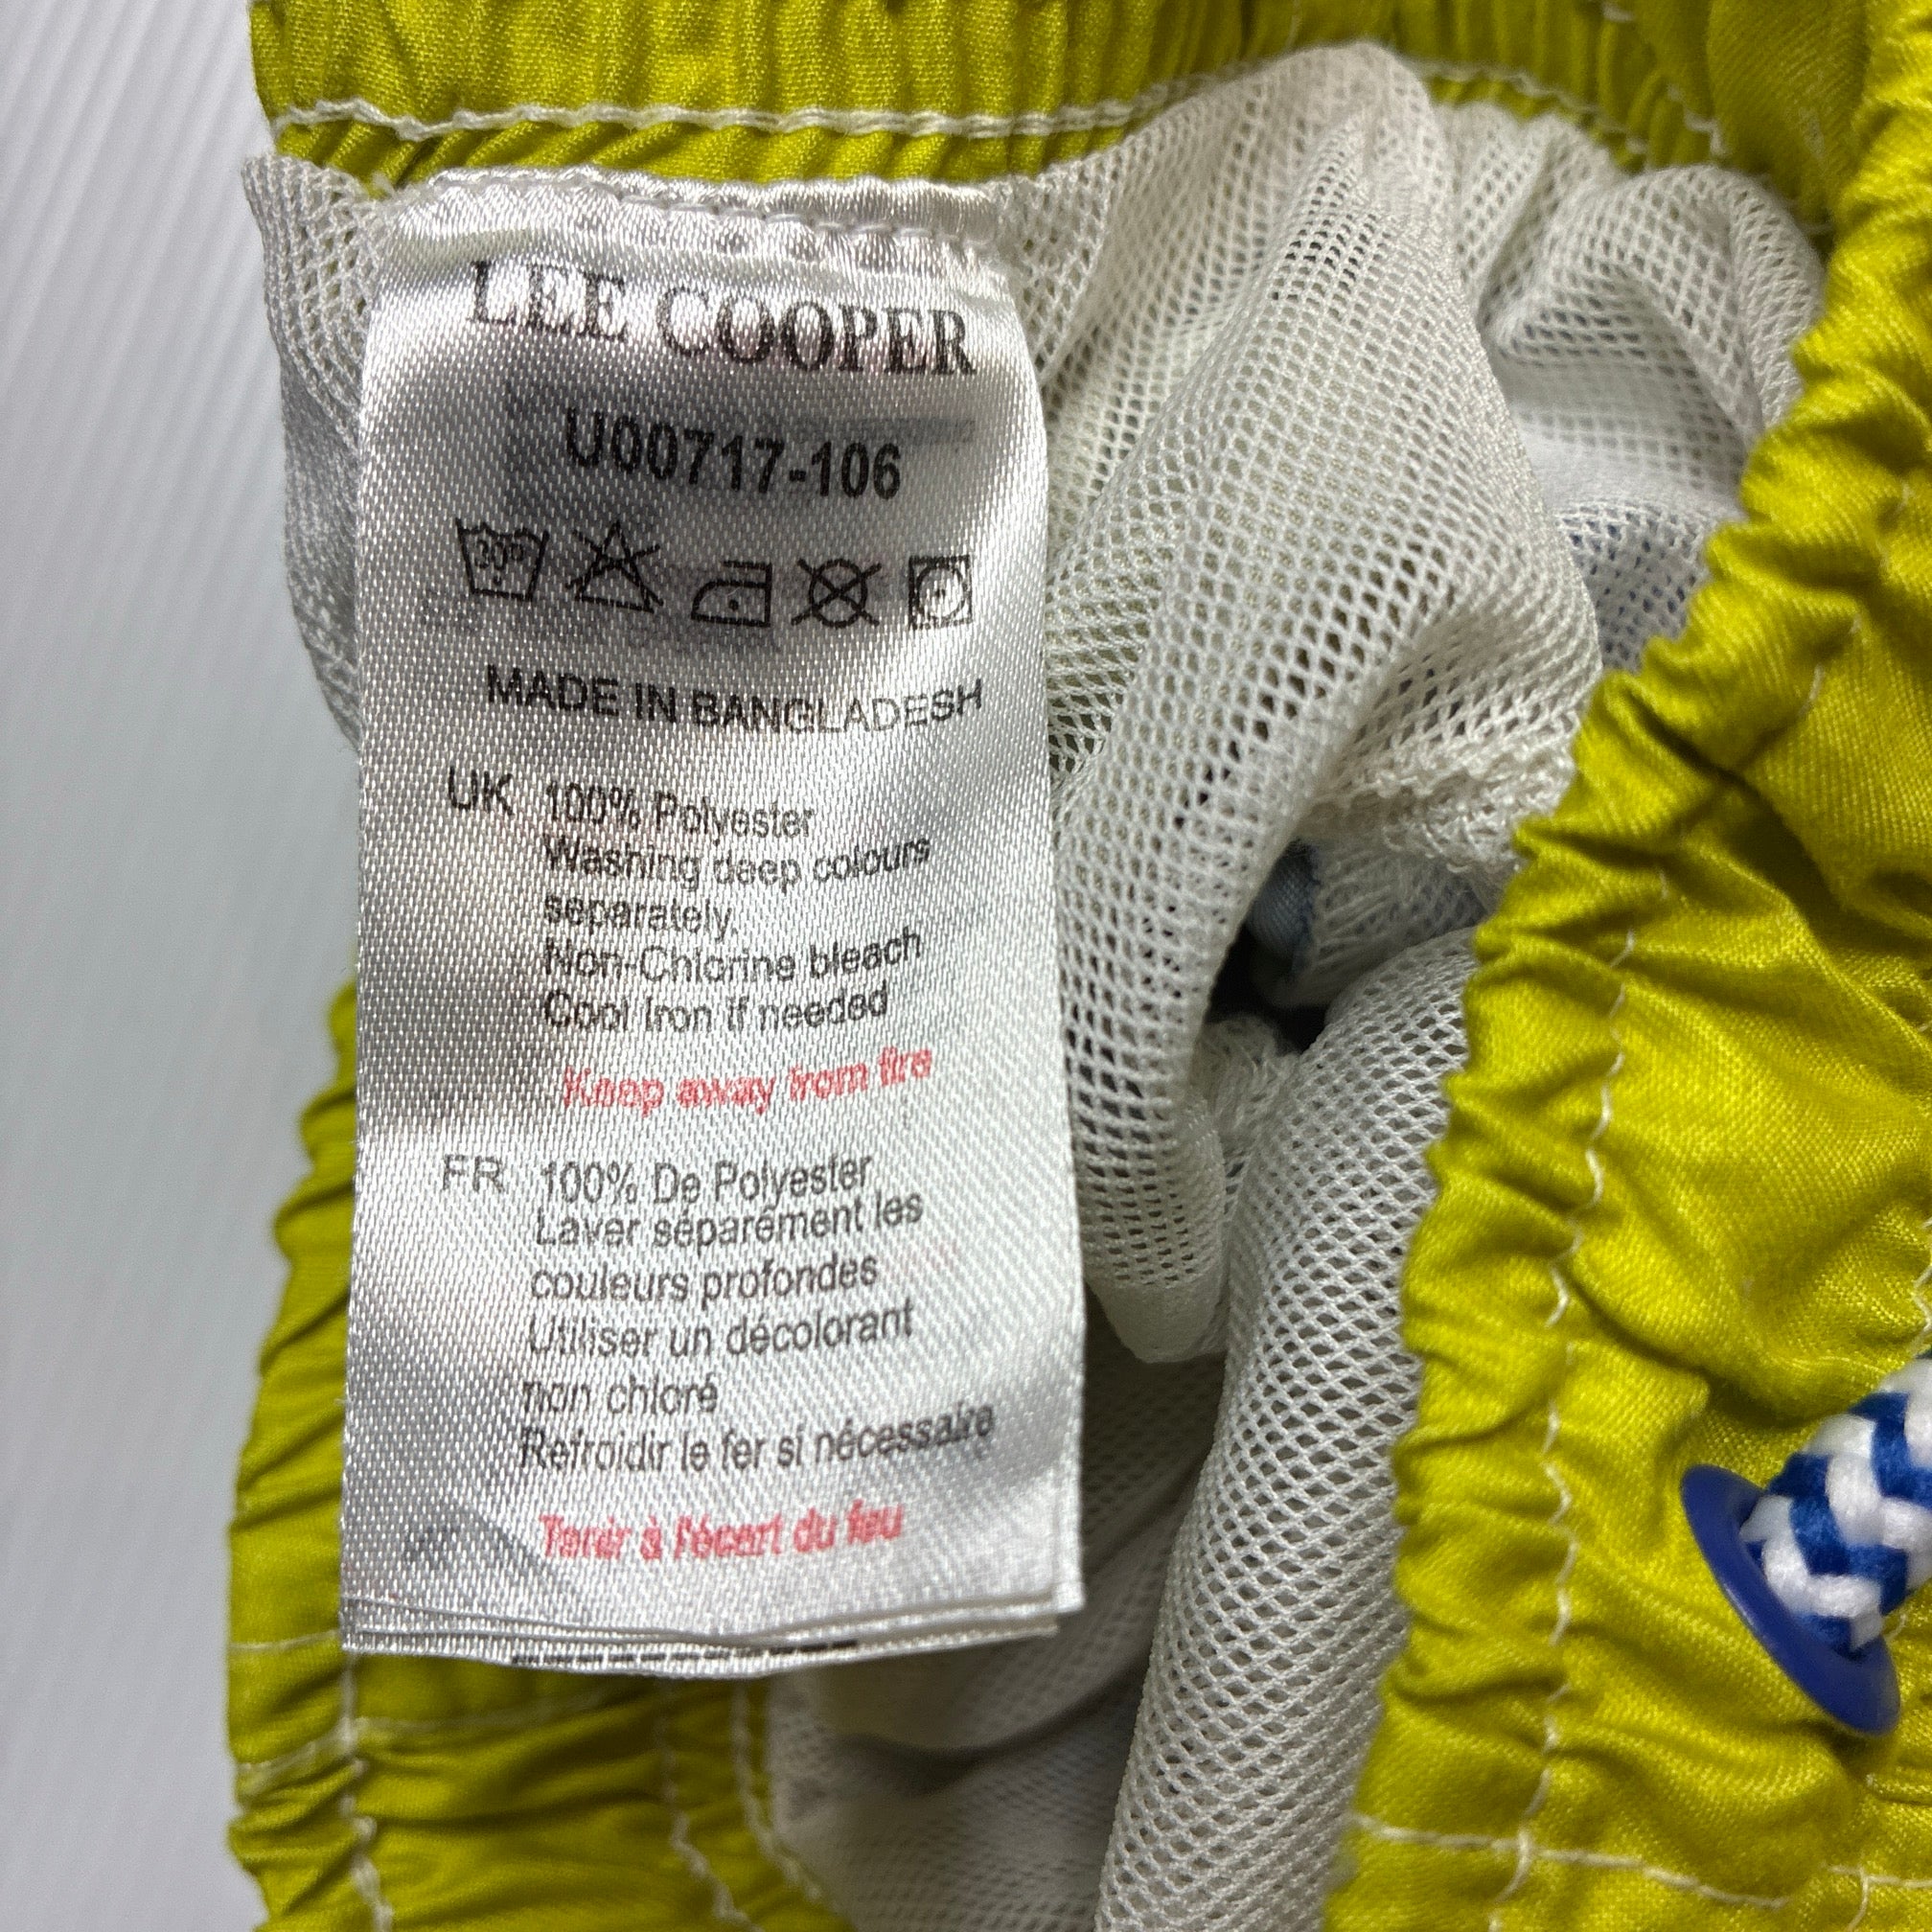 LEE COOPER
U00717-106
30°
MADE IN BANGLADESH
UK 100% Polyester
Washing deep colours
separately.
Non-Chlorine bleach
Cool Iron if needed
Keep away from fire
FR 100% De Polyester
Laver séparément les
couleurs profondes
Utiliser un décolorant
non chloré
Refroidir le fer si nécessaire
Tenir à l'écart du feu